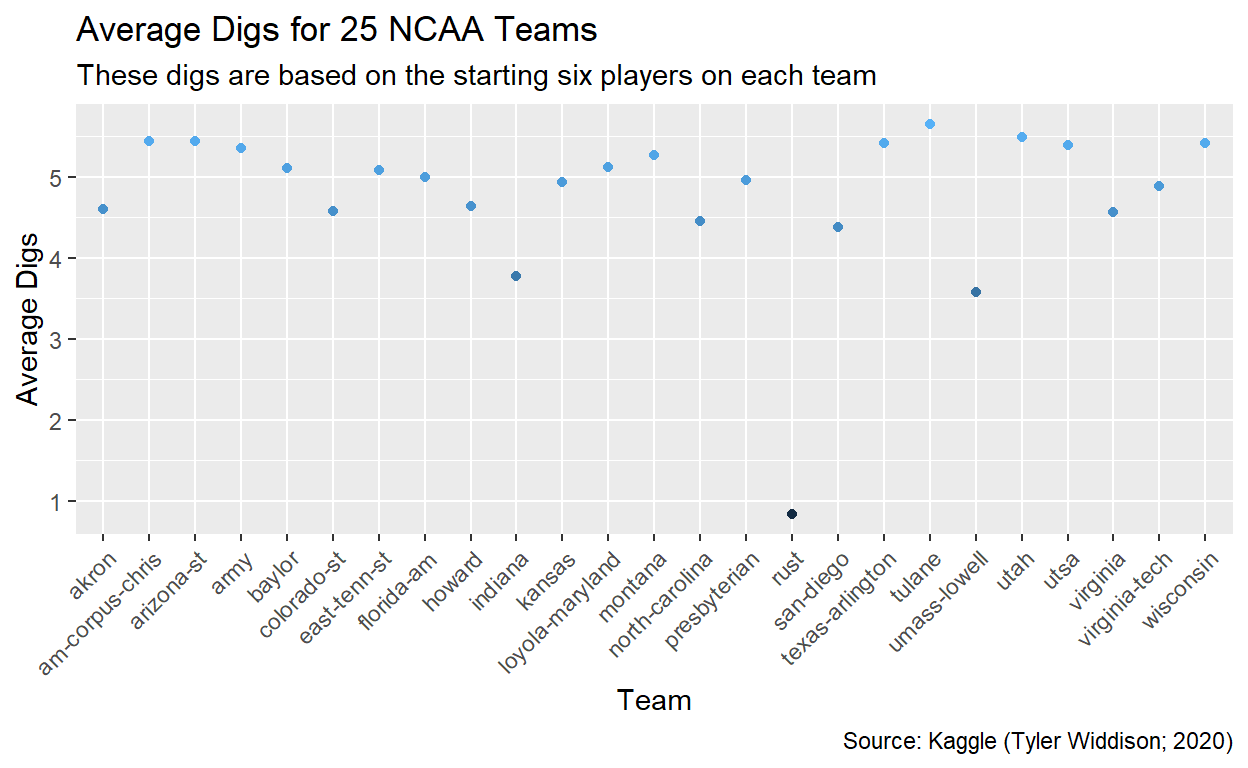 Average Digs for 25 NCAA Teams
These digs are based on the starting six players on each team
Average Digs
5
4
3
2
1
akron
am-corpus-chris
arizona-st
army
baylor
colorado-st
east-tenn-st
florida-am
howard
indiana
kansas
loyola-maryland
montana
north-carolina
presbyterian
rust
san-diego
texas-arlington
tulane
umass-lowell
utah
utsa
virginia
virginia-tech
wisconsin
Team
Source: Kaggle (Tyler Widdison; 2020)